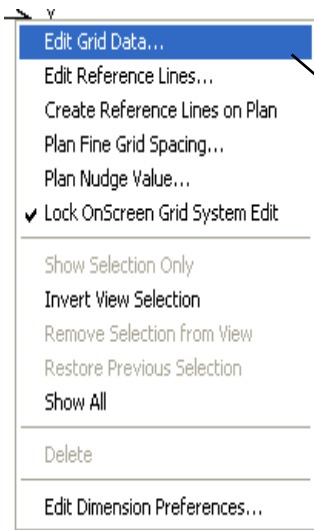 Y
Edit Grid Data...
Edit Reference Lines...
Create Reference Lines on Plan
Plan Fine Grid Spacing...
Plan Nudge Value...
Lock OnScreen Grid System Edit
Show Selection Only
Invert View Selection
Remove Selection from View
Restore Previous Selection
Show All
Delete
Edit Dimension Preferences...